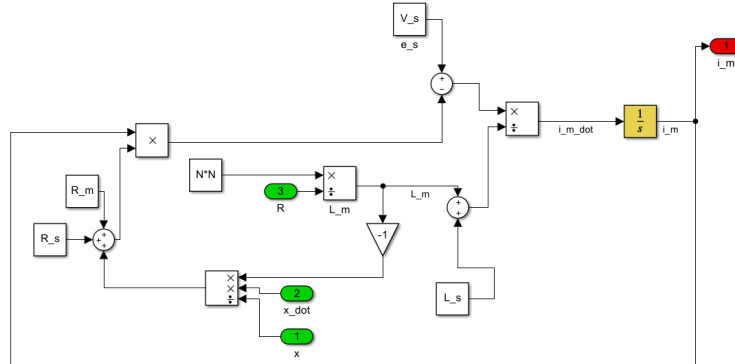 V_s
e_s
1
i_m
×
÷
i_m_dot
1
s
i_m
×
N*N
×
÷
L_m
3
R
L_m
R_m
R_s
-1
×
×
÷
2
x_dot
L_s
1
x